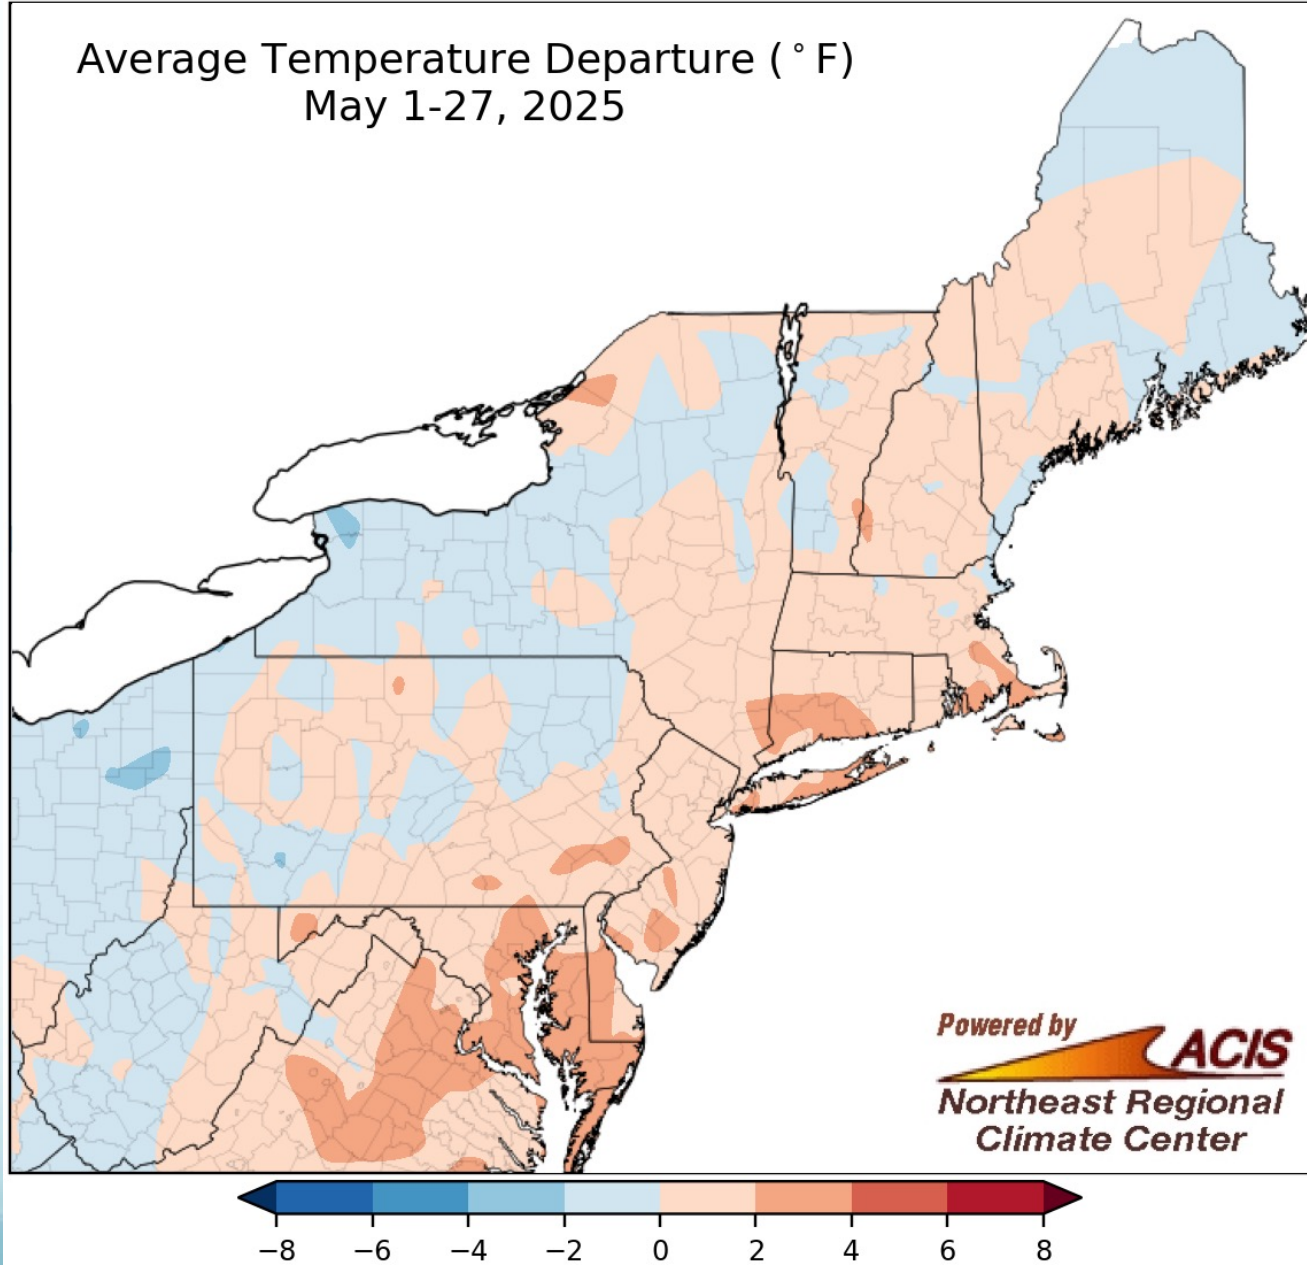 Average Temperature Departure (°F)
May 1-27, 2025
Powered by
ACIS
Northeast Regional
Climate Center
−8 −6 −4 −2 0 2 4 6 8